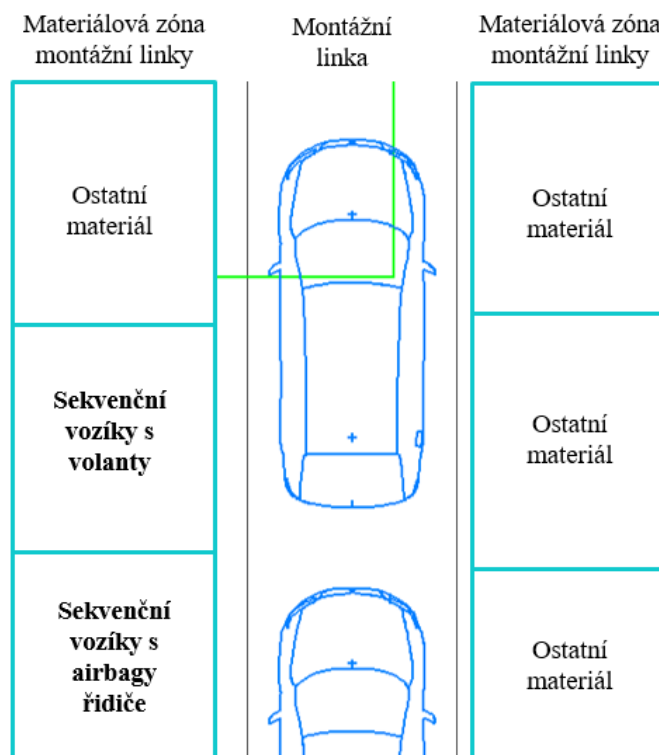 Materiálová zóna
montážní linky
Montážní
linka
Materiálová zóna
montážní linky
Ostatní
materiál
Sekvenční
vozíky s
volanty
Sekvenční
vozíky s
airbagy
řidiče
Ostatní
materiál
Ostatní
materiál
Ostatní
materiál